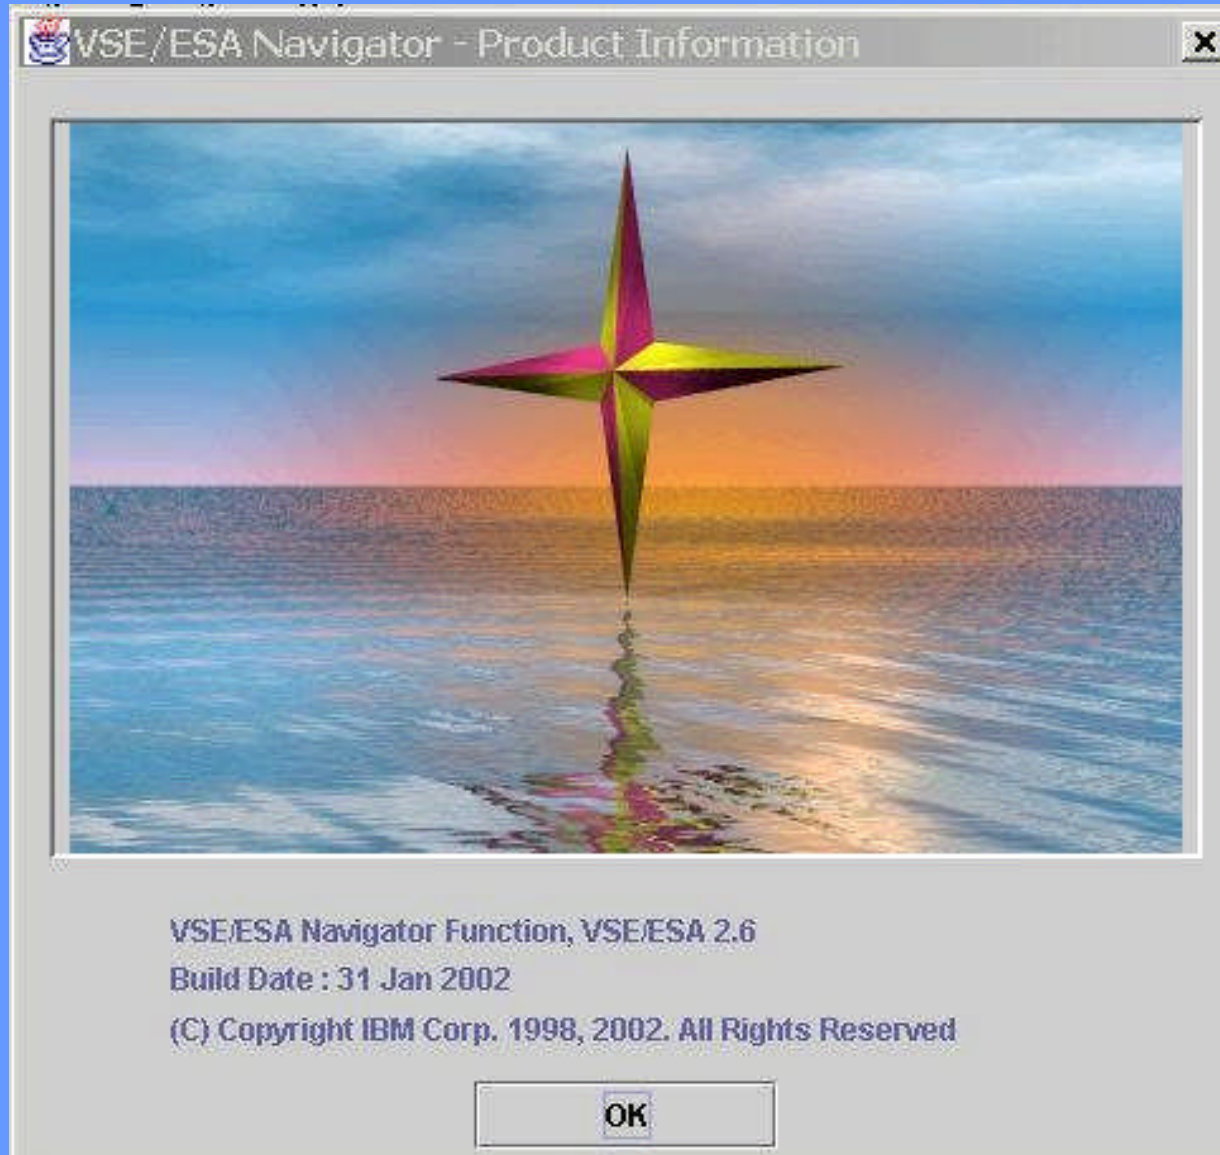 VSE/ESA Navigator - Product Information
VSE/ESA Navigator Function, VSE/ESA 2.6
Build Date : 31 Jan 2002
(C) Copyright IBM Corp. 1998, 2002. All Rights Reserved
OK